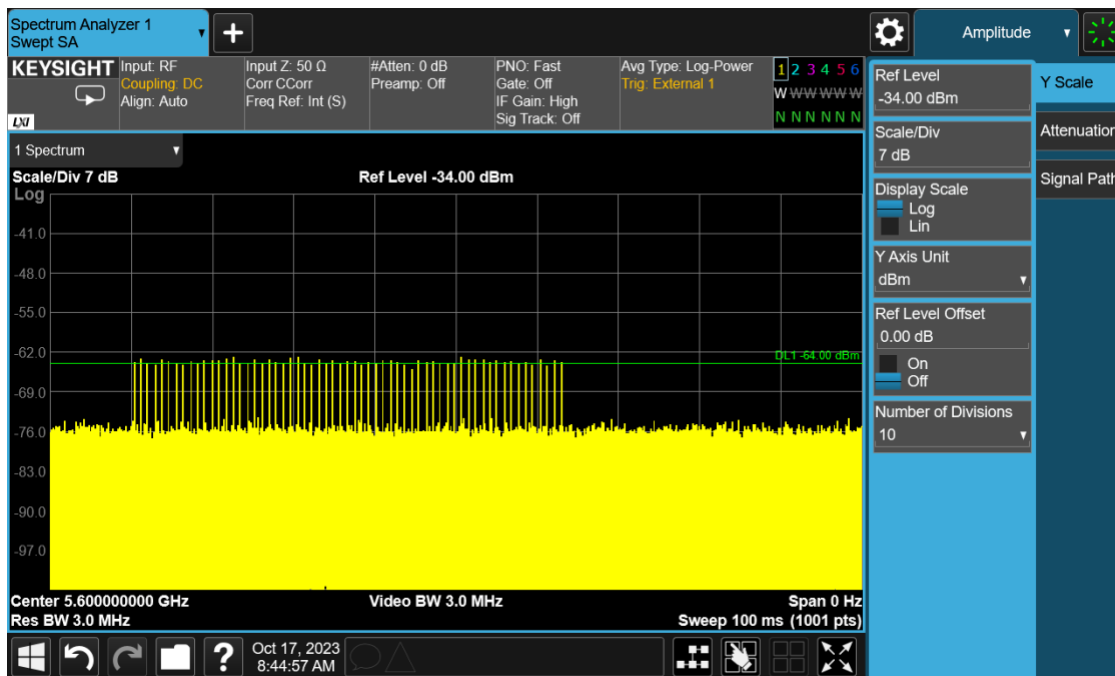 Spectrum Analyzer 1
Swept SA
+
Amplitude
KEYSIGHT
LXI
Input: RF
Coupling: DC
Align: Auto
Input Z: 50 Ω
Corr CCorr
Freq Ref: Int (S)
#Atten: 0 dB
Preamp: Off
PNO: Fast
Gate: Off
IF Gain: High
Sig Track: Off
Avg Type: Log-Power
Trig: External 1
1 2 3 4 5 6
W W W W W W
N N N N N N
1 Spectrum
Scale/Div 7 dB
Ref Level -34.00 dBm
Log
-41.0
-48.0
-55.0
-62.0
DL1 -64.00 dBm
-69.0
-76.0
-83.0
-90.0
-97.0
Center 5.600000000 GHz
Video BW 3.0 MHz
Span 0 Hz
Res BW 3.0 MHz
Sweep 100 ms (1001 pts)
Ref Level
-34.00 dBm
Scale/Div
7 dB
Display Scale
Log
Lin
Y Axis Unit
dBm
Ref Level Offset
0.00 dB
On
Off
Number of Divisions
10
Y Scale
Attenuation
Signal Path
?
Oct 17, 2023
8:44:57 AM